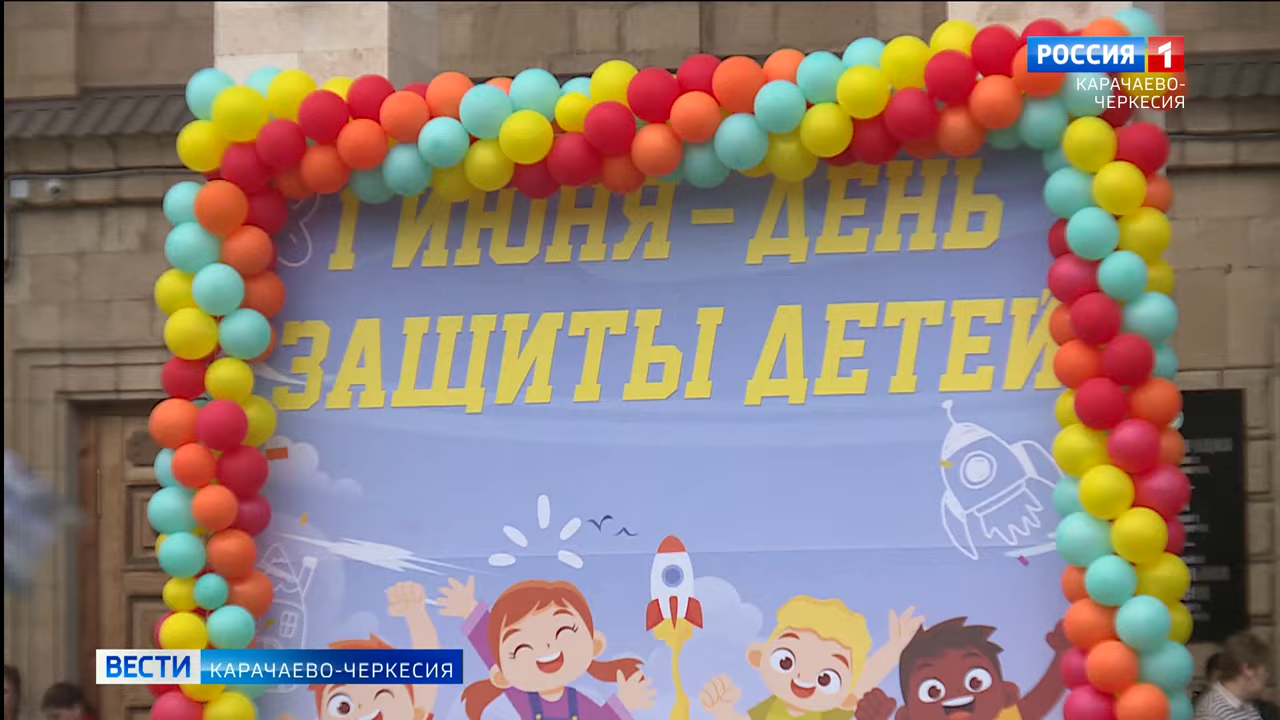 РОССИЯ 1
КАРАЧАЕВО-
ЧЕРКЕСИЯ
1 ИЮНЯ – ДЕНЬ
ЗАЩИТЫ ДЕТЕЙ
ВЕСТИ КАРАЧАЕВО-ЧЕРКЕСИЯ